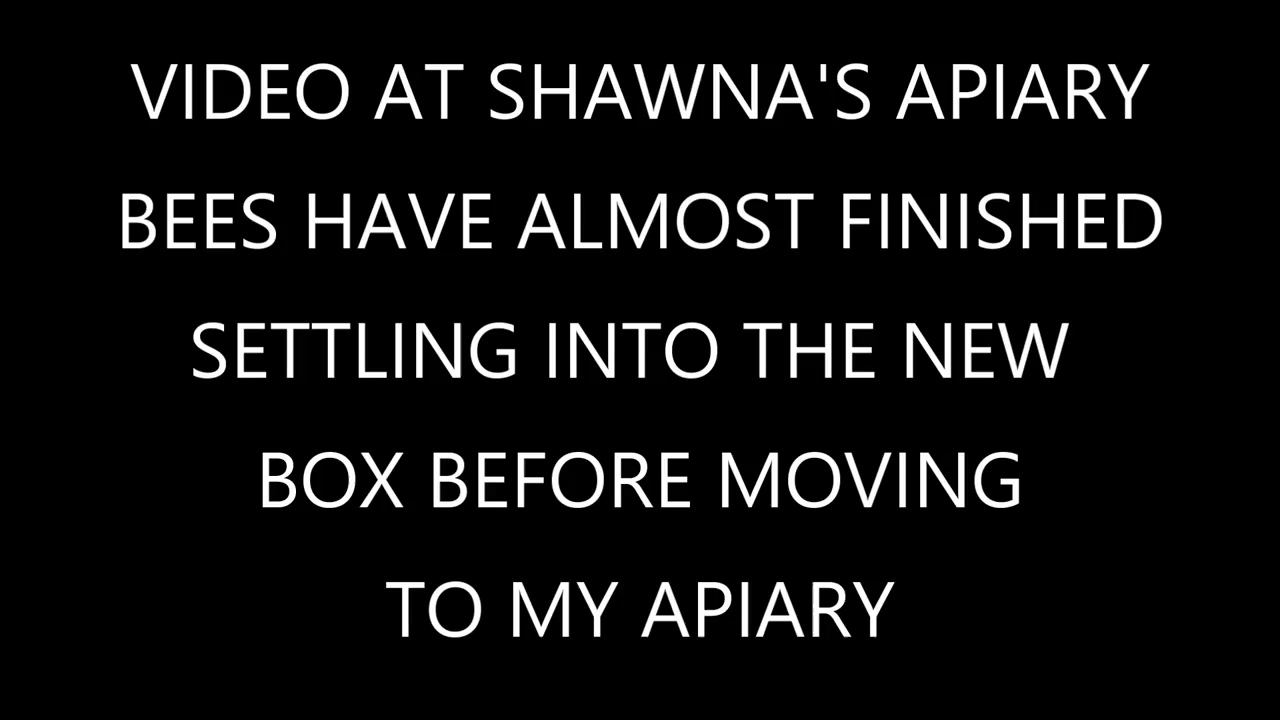 VIDEO AT SHAWNA'S APIARY
BEES HAVE ALMOST FINISHED
SETTLING INTO THE NEW
BOX BEFORE MOVING
TO MY APIARY